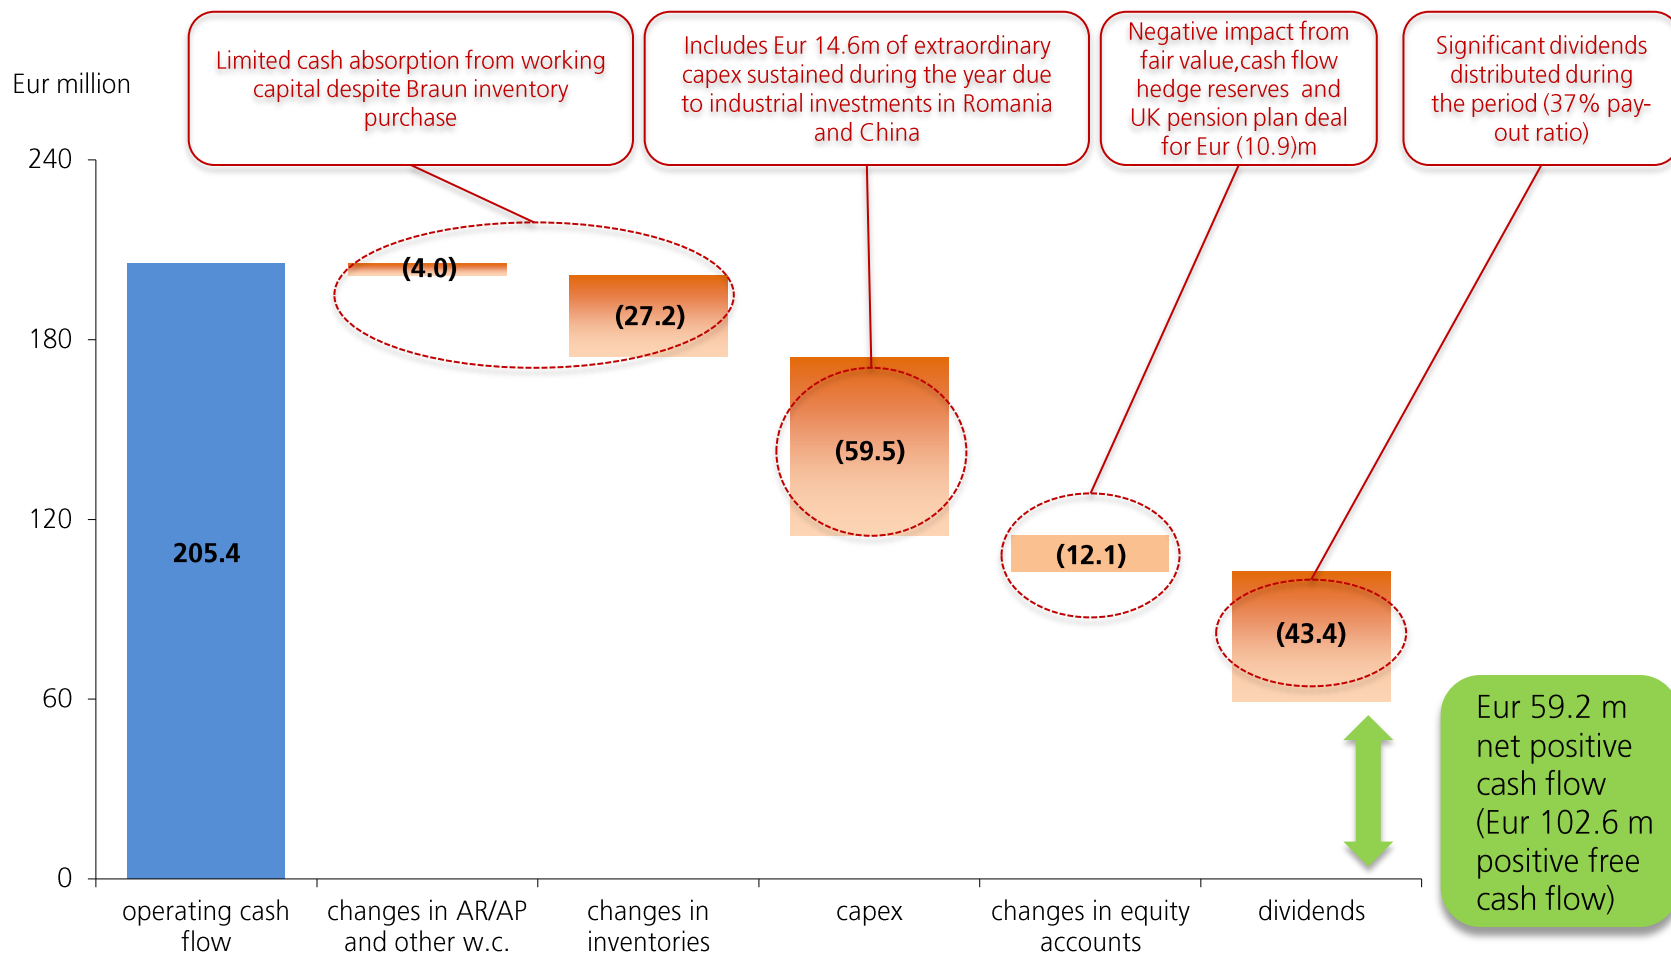 Limited cash absorption from working
capital despite Braun inventory
purchase
Includes Eur 14.6m of extraordinary
capex sustained during the year due
to industrial investments in Romania
and China
Negative impact from
fair value,cash flow
hedge reserves and
UK pension plan deal
for Eur (10.9)m
Significant dividends
distributed during
the period (37% pay-
out ratio)
Eur million
240
180
120
60
0
205.4
(4.0)
(27.2)
(59.5)
(12.1)
(43.4)
Eur 59.2 m
net positive
cash flow
(Eur 102.6 m
positive free
cash flow)
operating cash
flow
changes in AR/AP
and other w.c.
changes in
inventories
capex
changes in equity
accounts
dividends